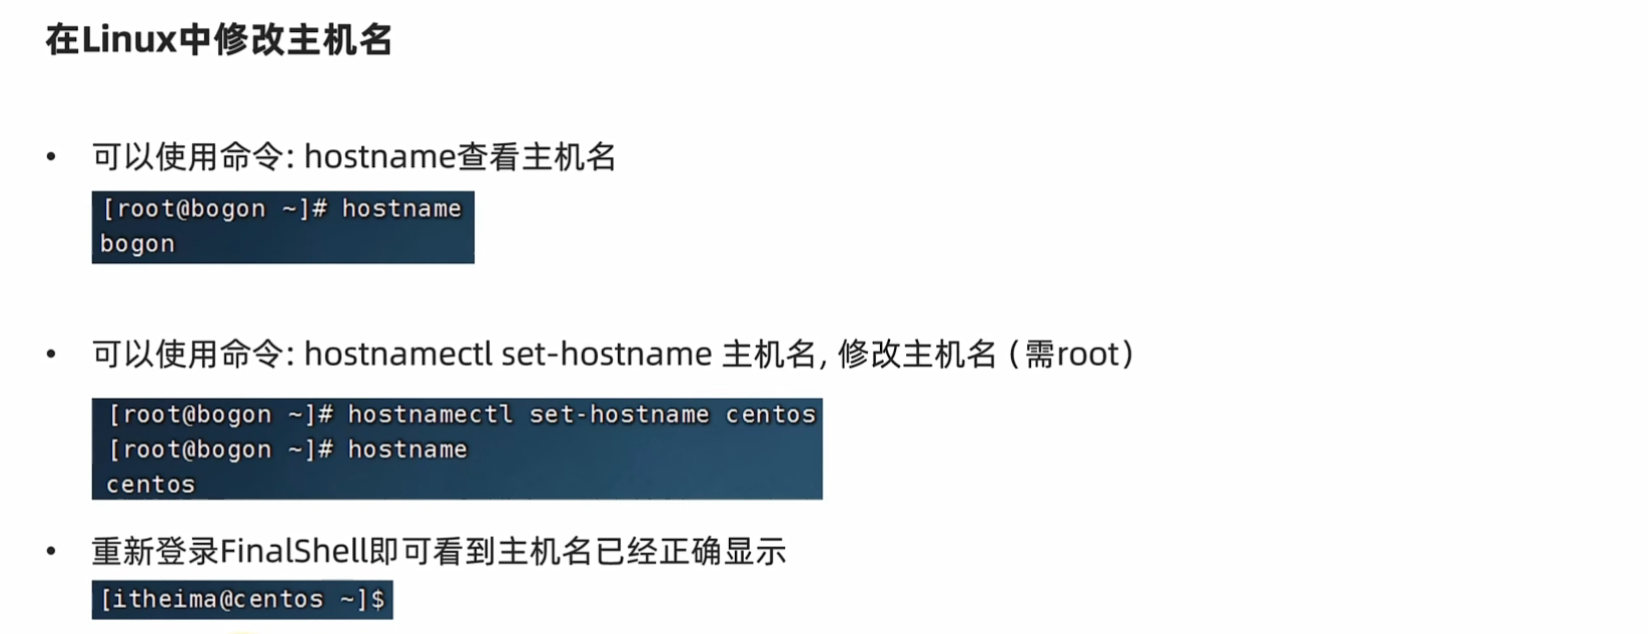 在Linux中修改主机名
• 可以使用命令: hostname查看主机名
[root@bogon ~]# hostname
bogon
• 可以使用命令: hostnamectl set-hostname 主机名, 修改主机名（需root）
[root@bogon ~]# hostnamectl set-hostname centos
[root@bogon ~]# hostname
centos
• 重新登录FinalShell即可看到主机名已经正确显示
[itheima@centos ~]$